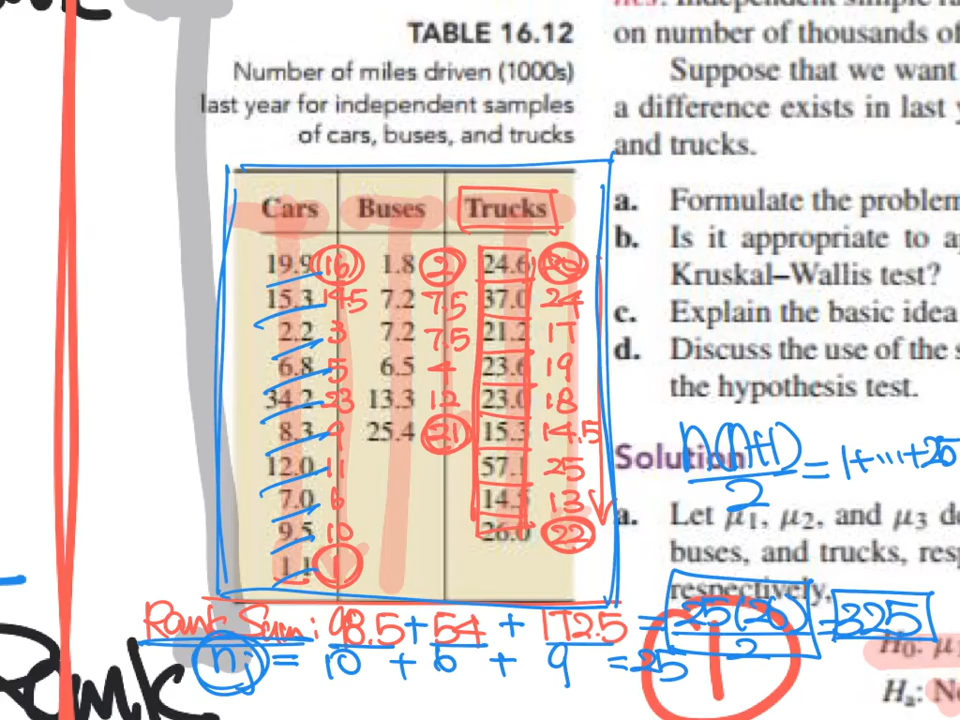 TABLE 16.12
Number of miles driven (1000s)
last year for independent samples
of cars, buses, and trucks
Cars Buses Trucks
19.9 16 1.8 2 24.6 20
15.3 14.5 7.2 7.5 37.0 24
2.2 3 7.2 7.5 21.2 17
6.8 5 6.5 4 23.6 19
34.2 23 13.3 12 23.0 18
8.3 9 25.4 21 15.3 14.5
12.0 11 57.1 25
7.0 6 14.5 13
9.5 10 26.0 22
1.1
Rank Sum: 98.5 + 54 + 172.5 = 25(26)/2 = 325
nj = 10 + 6 + 9 = 25
on number of thousands of
Suppose that we want
a difference exists in last
and trucks.
a. Formulate the problem
b. Is it appropriate to
Kruskal–Wallis test?
c. Explain the basic idea
d. Discuss the use of the
the hypothesis test.
Solution
n(n+1)/2 = 1+...+25
a. Let μ1, μ2, and μ3
buses, and trucks,
respectively,
H0: μ
Ha:
Rank